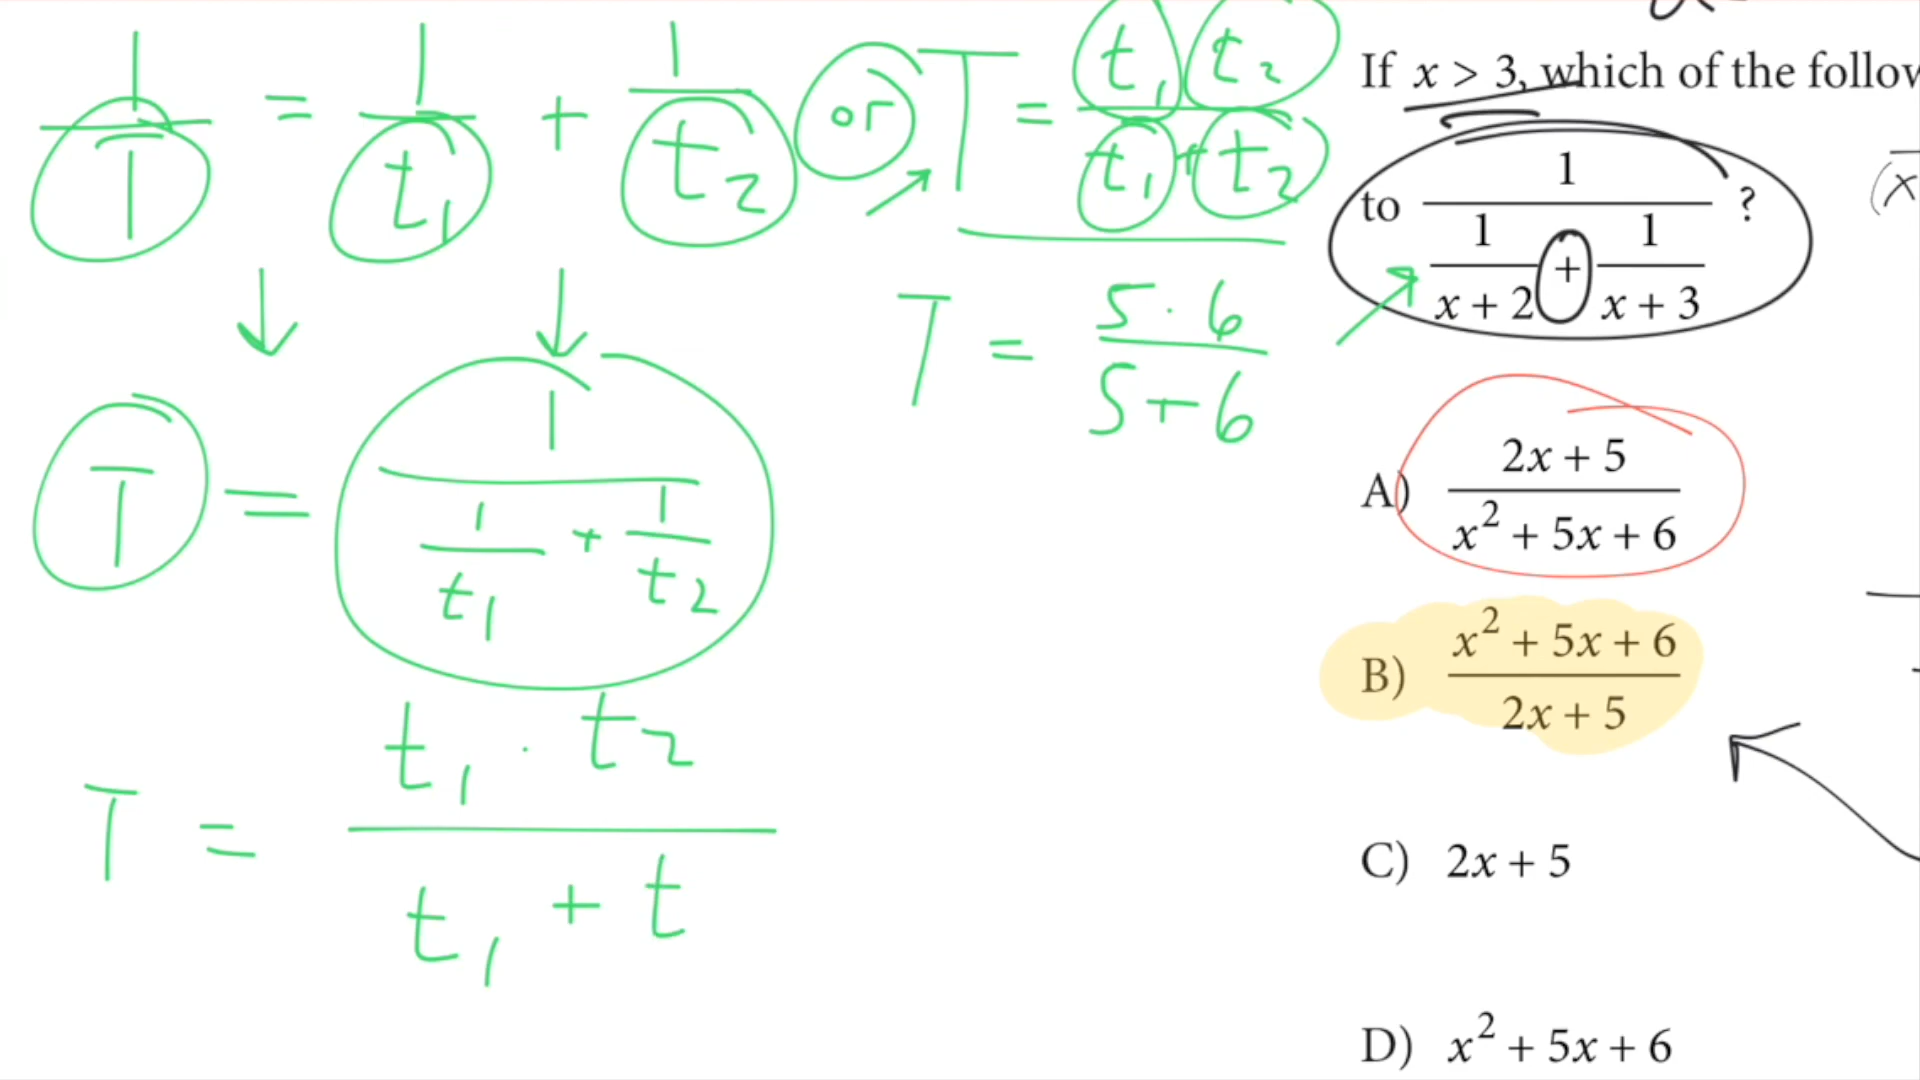 1/T = 1/t₁ + 1/t₂ or T = t₁ t₂ / t₁ + t₂
T = 5 · 6 / 5 + 6
T = 1 / (1/t₁ + 1/t₂)
T = t₁ · t₂ / t₁ + t
If x > 3, which of the follow
to 1 / (1/(x + 2) + 1/(x + 3)) ?
(x
A) (2x + 5) / (x² + 5x + 6)
B) (x² + 5x + 6) / (2x + 5)
C) 2x + 5
D) x² + 5x + 6